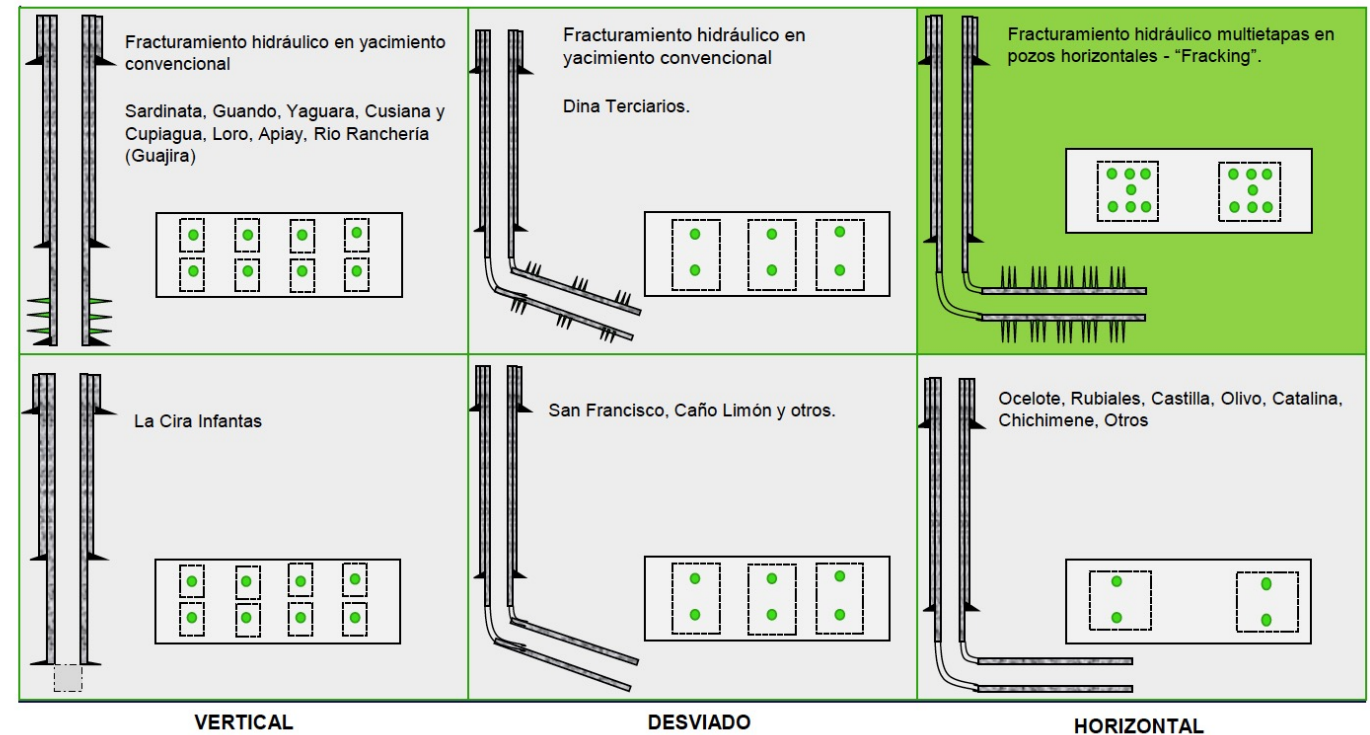 Fracturamiento hidráulico en yacimiento
convencional
Sardinata, Guando, Yaguara, Cusiana y
Cupiagua, Loro, Apiay, Rio Ranchería
(Guajira)
Fracturamiento hidráulico en
yacimiento convencional
Dina Terciarios.
Fracturamiento hidráulico multietapas en
pozos horizontales - “Fracking”.
La Cira Infantas
San Francisco, Caño Limón y otros.
Ocelote, Rubiales, Castilla, Olivo, Catalina,
Chichimene, Otros
VERTICAL
DESVIADO
HORIZONTAL